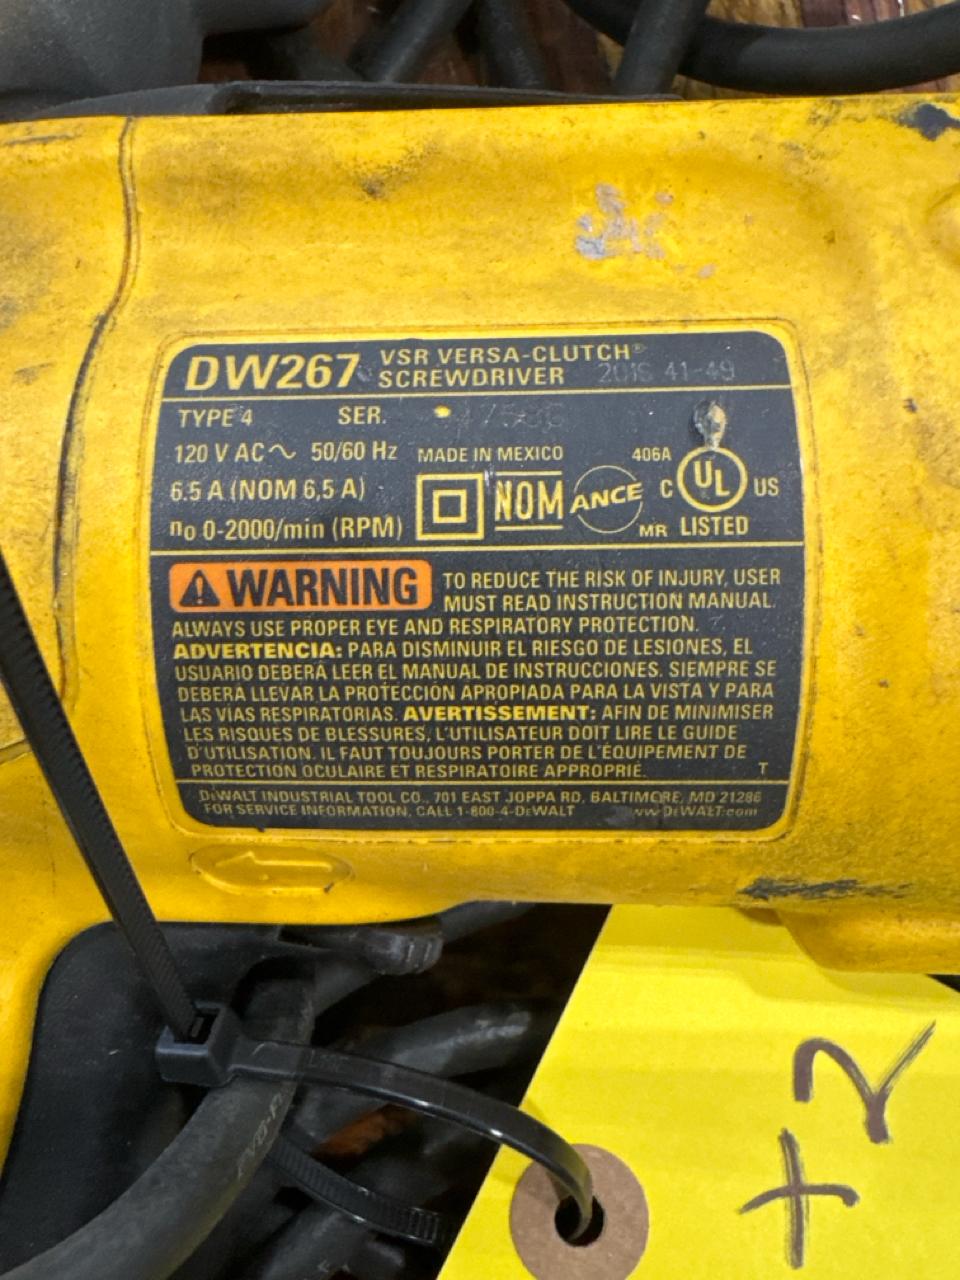 DW267 VSR VERSA-CLUTCH®
SCREWDRIVER 41-49
TYPE 4 SER.
120 V AC~ 50/60 Hz MADE IN MEXICO 406A
6.5 A (NOM 6,5 A) NOM ANCE C UL US
no 0-2000/min (RPM) MR LISTED
WARNING TO REDUCE THE RISK OF INJURY, USER
MUST READ INSTRUCTION MANUAL.
ALWAYS USE PROPER EYE AND RESPIRATORY PROTECTION.
ADVERTENCIA: PARA DISMINUIR EL RIESGO DE LESIONES, EL
USUARIO DEBERÁ LEER EL MANUAL DE INSTRUCCIONES. SIEMPRE SE
DEBERÁ LLEVAR LA PROTECCIÓN APROPIADA PARA LA VISTA Y PARA
LAS VÍAS RESPIRATORIAS. AVERTISSEMENT: AFIN DE MINIMISER
LES RISQUES DE BLESSURES, L'UTILISATEUR DOIT LIRE LE GUIDE
D'UTILISATION. IL FAUT TOUJOURS PORTER DE L'ÉQUIPEMENT DE
PROTECTION OCULAIRE ET RESPIRATOIRE APPROPRIÉ. T
DEWALT INDUSTRIAL TOOL CO., 701 EAST JOPPA RD, BALTIMORE, MD 21286
FOR SERVICE INFORMATION, CALL 1-800-4-DEWALT www.DEWALT.com
+2